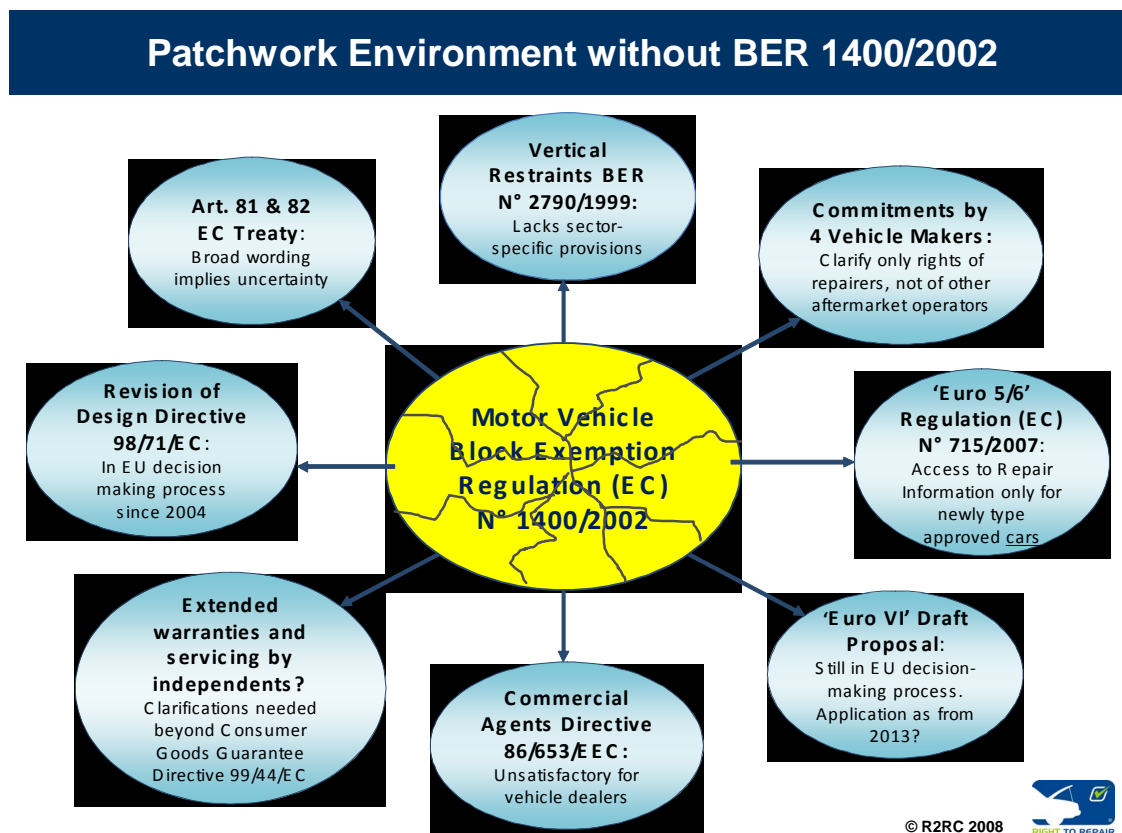 Patchwork Environment without BER 1400/2002
Vertical
Restraints BER
N° 2790/1999:
Lacks sector-
specific provisions
Art. 81 & 82
EC Treaty:
Broad wording
implies uncertainty
Commitments by
4 Vehicle Makers:
Clarify only rights of
repairers, not of other
aftermarket operators
Revision of
Design Directive
98/71/EC:
In EU decision
making process
since 2004
Motor Vehicle
Block Exemption
Regulation (EC)
N° 1400/2002
'Euro 5/6'
Regulation (EC)
N° 715/2007:
Access to Repair
Information only for
newly type
approved cars
Extended
warranties and
servicing by
independents?
Clarifications needed
beyond Consumer
Goods Guarantee
Directive 99/44/EC
Commercial
Agents Directive
86/653/EEC:
Unsatisfactory for
vehicle dealers
'Euro VI' Draft
Proposal:
Still in EU decision-
making process.
Application as from
2013?
© R2RC 2008
RIGHT TO REPAIR